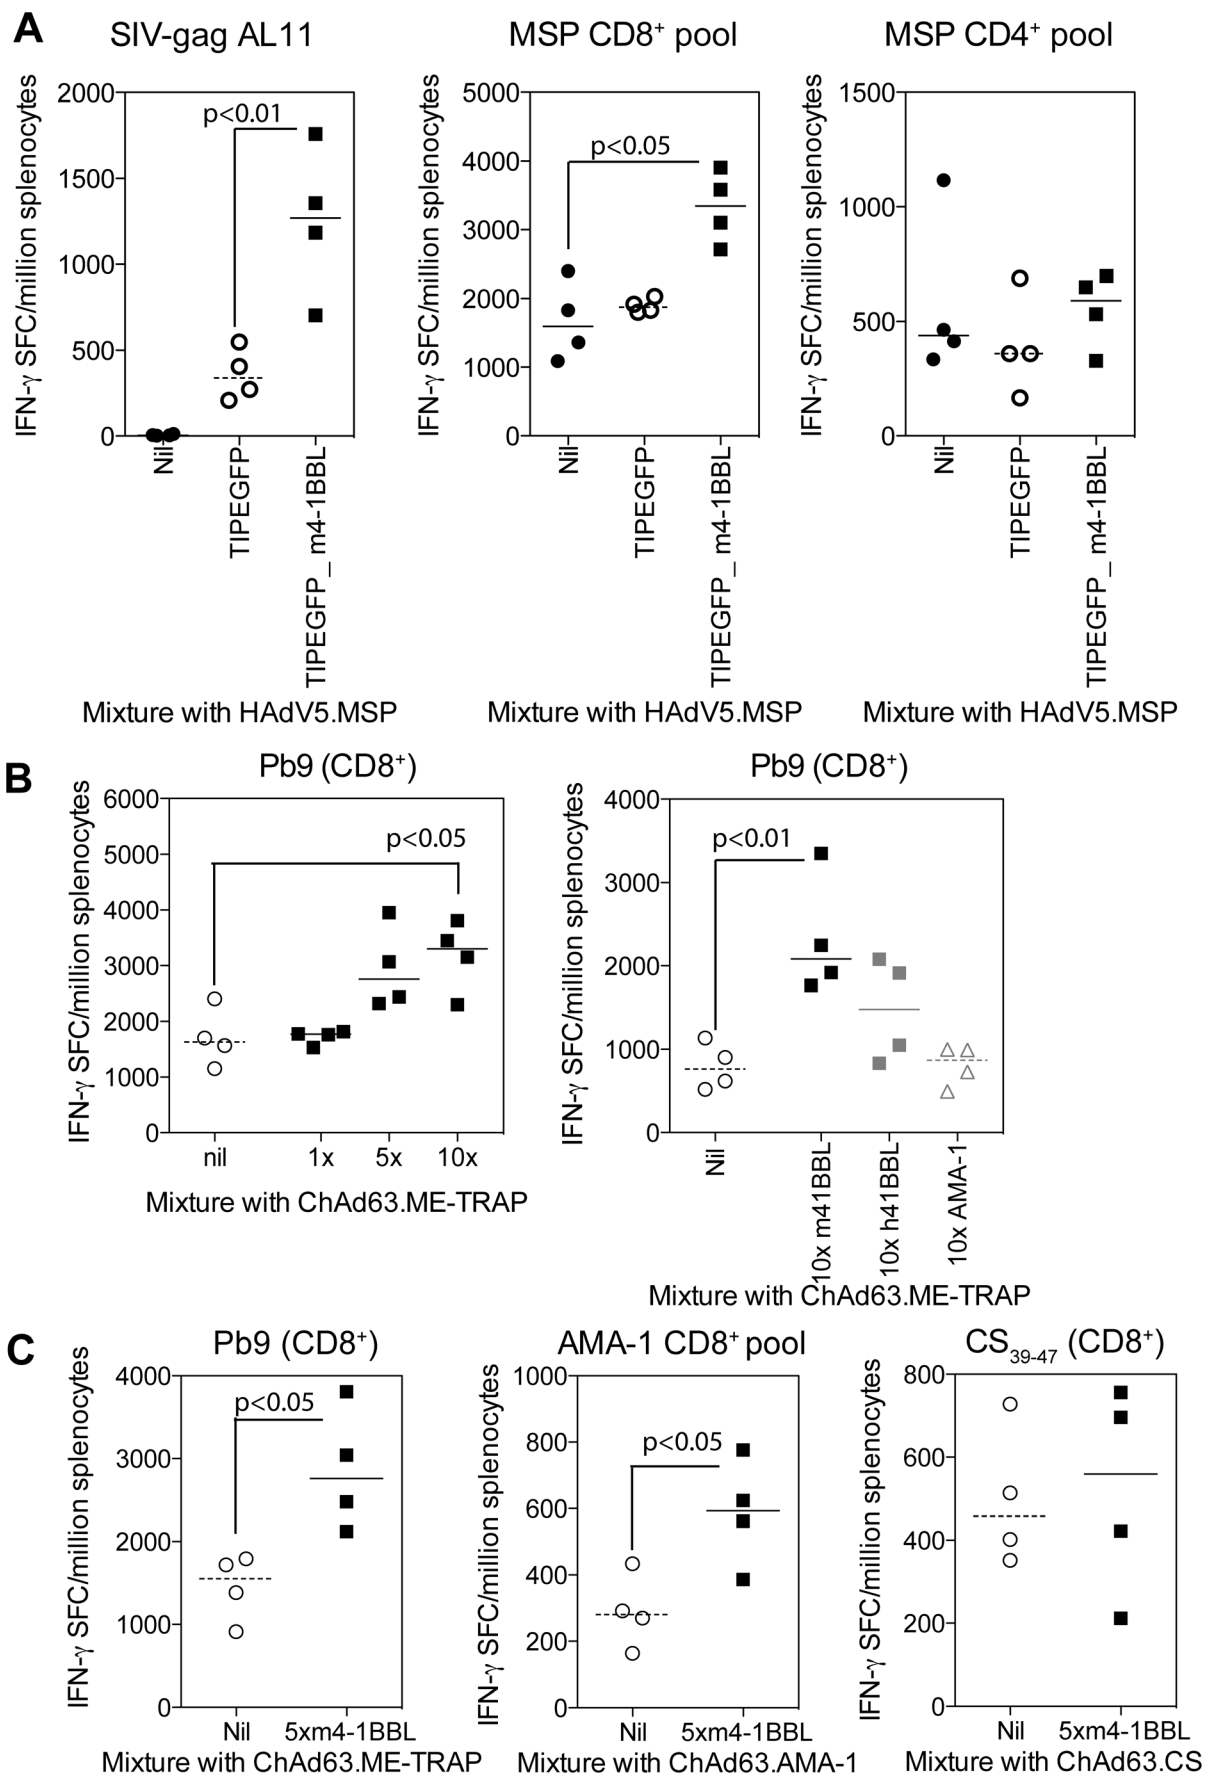 A
SIV-gag AL11
MSP CD8⁺ pool
MSP CD4⁺ pool
IFN-γ SFC/million splenocytes
2000
1500
1000
500
0
p<0.01
Nil
TIPEGFP
TIPEGFP_ m4-1BBL
Mixture with HAdV5.MSP
IFN-γ SFC/million splenocytes
5000
4000
3000
2000
1000
0
p<0.05
Nil
TIPEGFP
TIPEGFP_ m4-1BBL
Mixture with HAdV5.MSP
IFN-γ SFC/million splenocytes
1500
1000
500
0
Nil
TIPEGFP
TIPEGFP_ m4-1BBL
Mixture with HAdV5.MSP
B
Pb9 (CD8⁺)
IFN-γ SFC/million splenocytes
6000
5000
4000
3000
2000
1000
0
p<0.05
nil
1x
5x
10x
Mixture with ChAd63.ME-TRAP
Pb9 (CD8⁺)
IFN-γ SFC/million splenocytes
4000
3000
2000
1000
0
p<0.01
Nil
10x m41BBL
10x h41BBL
10x AMA-1
Mixture with ChAd63.ME-TRAP
C
Pb9 (CD8⁺)
IFN-γ SFC/million splenocytes
4000
3000
2000
1000
0
p<0.05
Nil
5xm4-1BBL
Mixture with ChAd63.ME-TRAP
AMA-1 CD8⁺ pool
IFN-γ SFC/million splenocytes
1000
800
600
400
200
0
p<0.05
Nil
5xm4-1BBL
Mixture with ChAd63.AMA-1
CS₃₉₋₄₇ (CD8⁺)
IFN-γ SFC/million splenocytes
800
600
400
200
0
Nil
5xm4-1BBL
Mixture with ChAd63.CS